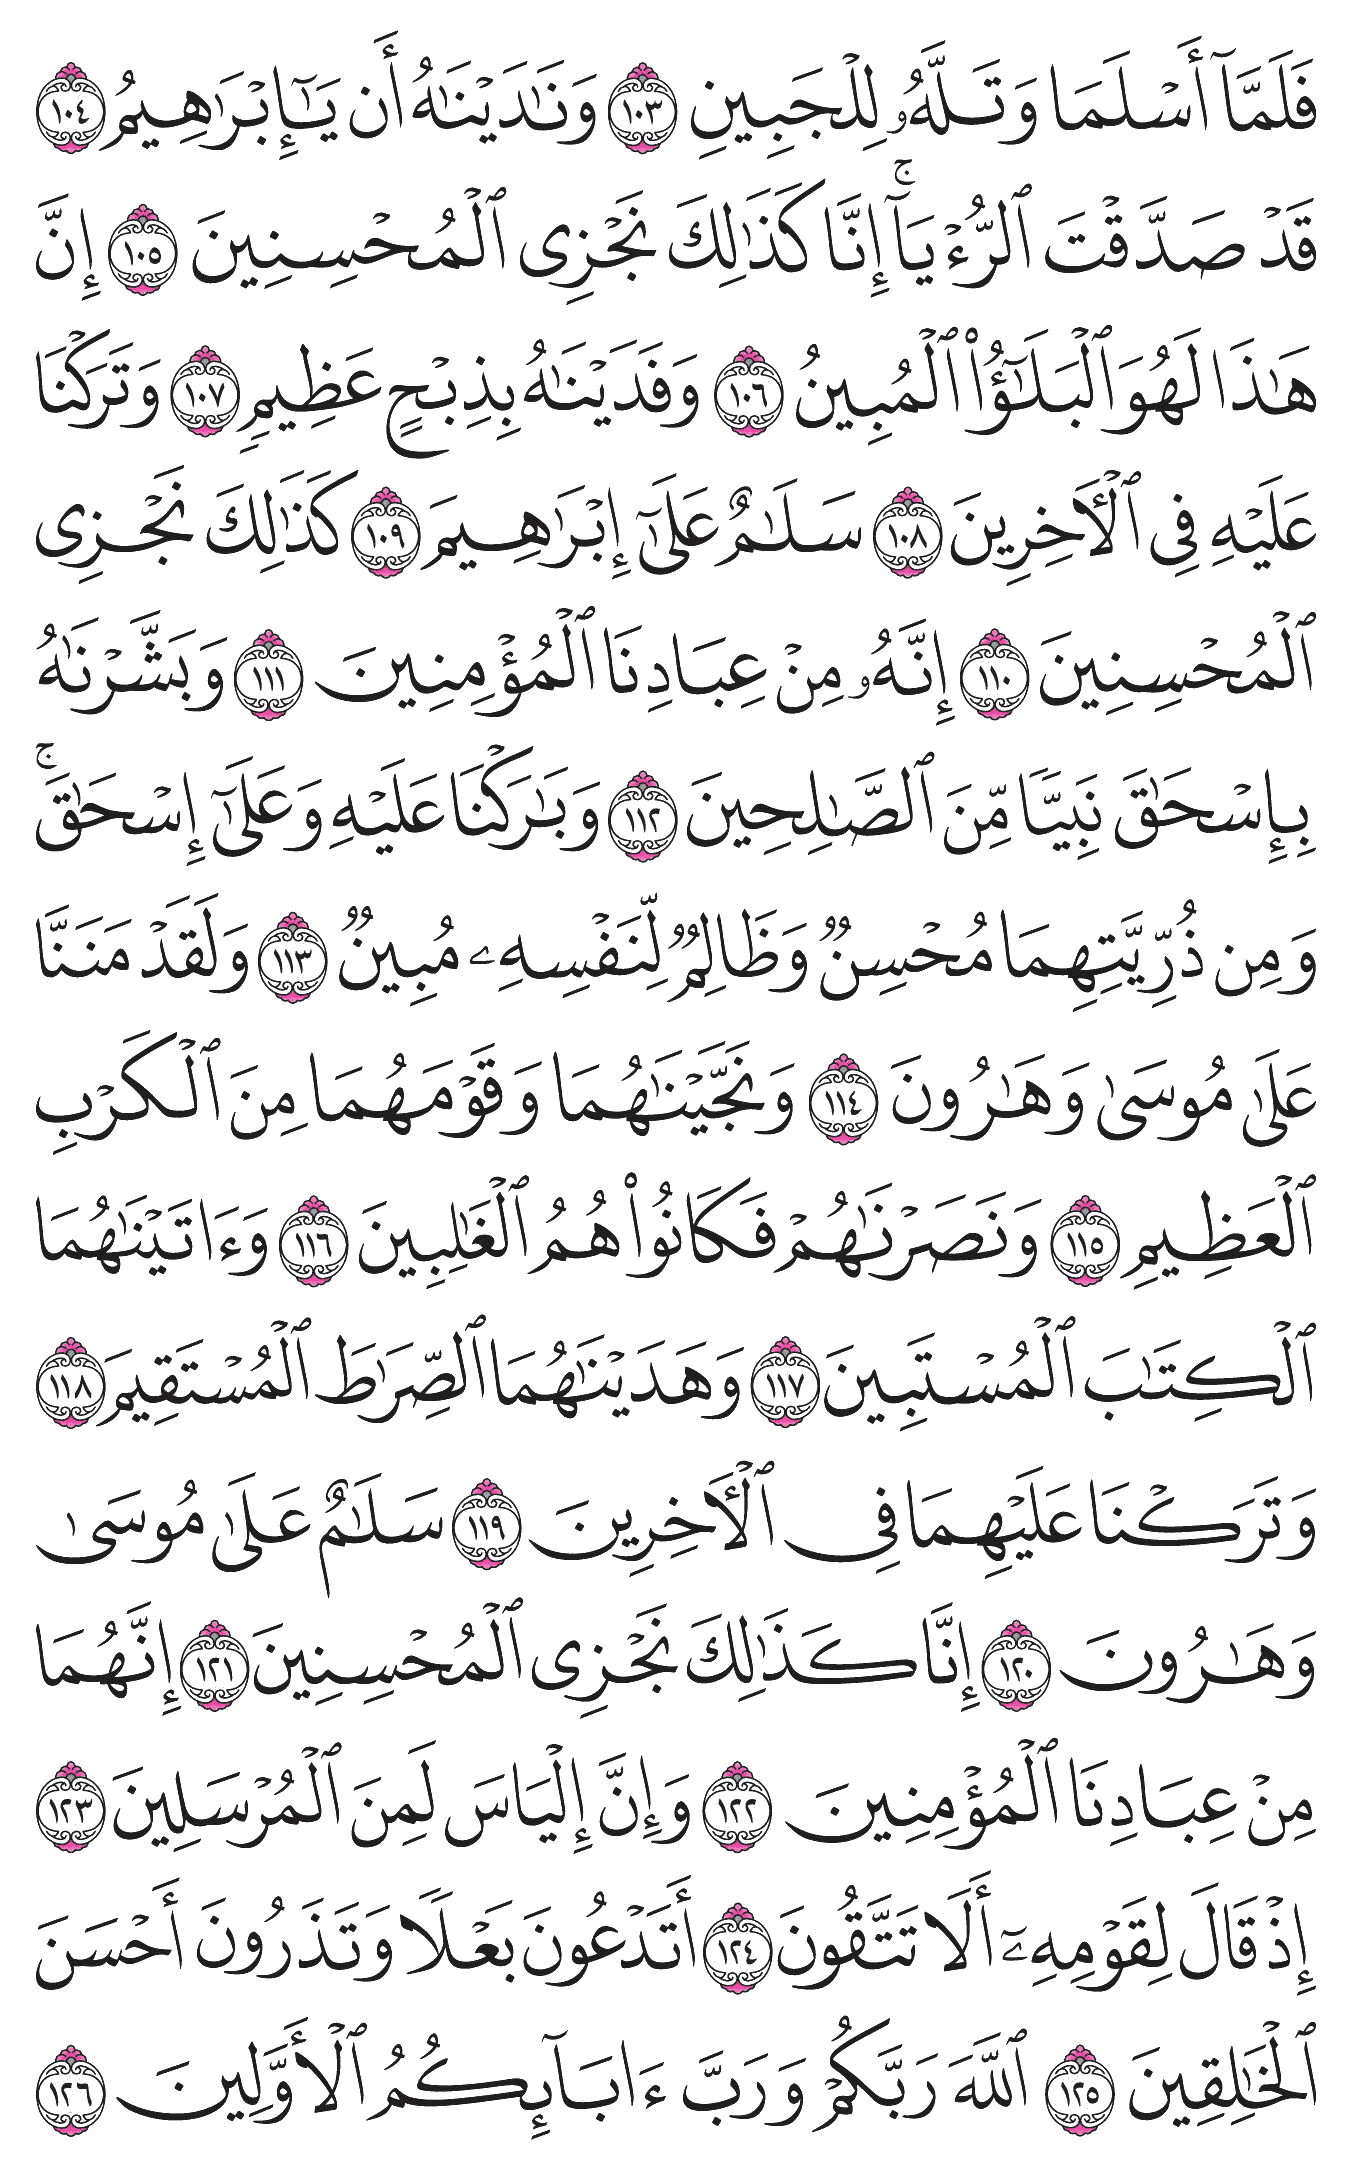 فَلَمَّآ أَسْلَمَا وَتَلَّهُۥ لِلْجَبِينِ ١٠٣ وَنَٰدَيْنَٰهُ أَن يَٰٓإِبْرَٰهِيمُ ١٠٤
قَدْ صَدَّقْتَ ٱلرُّءْيَآۚ إِنَّا كَذَٰلِكَ نَجْزِى ٱلْمُحْسِنِينَ ١٠٥ إِنَّ
هَٰذَا لَهُوَ ٱلْبَلَٰٓؤُا۟ ٱلْمُبِينُ ١٠٦ وَفَدَيْنَٰهُ بِذِبْحٍ عَظِيمٍ ١٠٧ وَتَرَكْنَا
عَلَيْهِ فِى ٱلْءَاخِرِينَ ١٠٨ سَلَٰمٌ عَلَىٰٓ إِبْرَٰهِيمَ ١٠٩ كَذَٰلِكَ نَجْزِى
ٱلْمُحْسِنِينَ ١١٠ إِنَّهُۥ مِنْ عِبَادِنَا ٱلْمُؤْمِنِينَ ١١١ وَبَشَّرْنَٰهُ
بِإِسْحَٰقَ نَبِيًّا مِّنَ ٱلصَّٰلِحِينَ ١١٢ وَبَٰرَكْنَا عَلَيْهِ وَعَلَىٰٓ إِسْحَٰقَۚ
وَمِن ذُرِّيَّتِهِمَا مُحْسِنٌ وَظَالِمٌ لِّنَفْسِهِۦ مُبِينٌ ١١٣ وَلَقَدْ مَنَنَّا
عَلَىٰ مُوسَىٰ وَهَٰرُونَ ١١٤ وَنَجَّيْنَٰهُمَا وَقَوْمَهُمَا مِنَ ٱلْكَرْبِ
ٱلْعَظِيمِ ١١٥ وَنَصَرْنَٰهُمْ فَكَانُوا۟ هُمُ ٱلْغَٰلِبِينَ ١١٦ وَءَاتَيْنَٰهُمَا
ٱلْكِتَٰبَ ٱلْمُسْتَبِينَ ١١٧ وَهَدَيْنَٰهُمَا ٱلصِّرَٰطَ ٱلْمُسْتَقِيمَ ١١٨
وَتَرَكْنَا عَلَيْهِمَا فِى ٱلْءَاخِرِينَ ١١٩ سَلَٰمٌ عَلَىٰ مُوسَىٰ
وَهَٰرُونَ ١٢٠ إِنَّا كَذَٰلِكَ نَجْزِى ٱلْمُحْسِنِينَ ١٢١ إِنَّهُمَا
مِنْ عِبَادِنَا ٱلْمُؤْمِنِينَ ١٢٢ وَإِنَّ إِلْيَاسَ لَمِنَ ٱلْمُرْسَلِينَ ١٢٣
إِذْ قَالَ لِقَوْمِهِۦٓ أَلَا تَتَّقُونَ ١٢٤ أَتَدْعُونَ بَعْلًا وَتَذَرُونَ أَحْسَنَ
ٱلْخَٰلِقِينَ ١٢٥ ٱللَّهَ رَبَّكُمْ وَرَبَّ ءَابَآئِكُمُ ٱلْأَوَّلِينَ ١٢٦